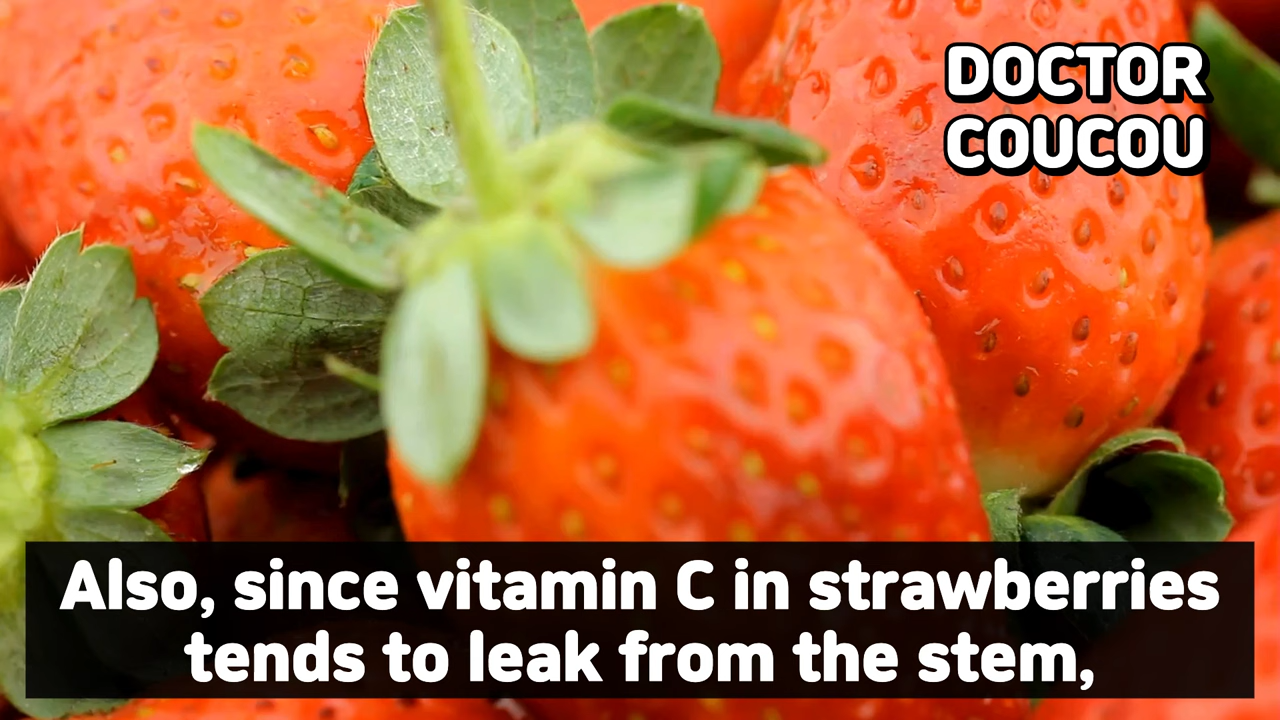 DOCTOR
COUCOU
Also, since vitamin C in strawberries
tends to leak from the stem,